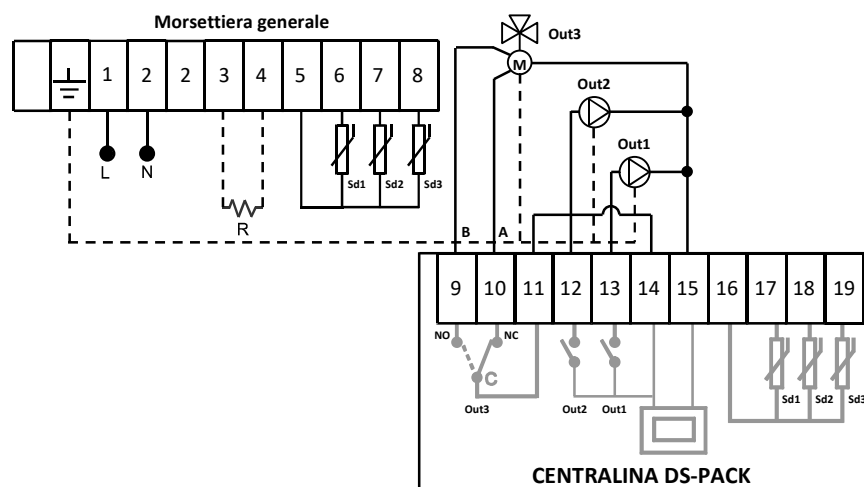 Morsettiera generale
1 2 2 3 4 5 6 7 8
L N
R
Sd1 Sd2 Sd3
Out3
M
Out2
Out1
B A
9 10 11 12 13 14 15 16 17 18 19
NO NC
C
Out3 Out2 Out1
Sd1 Sd2 Sd3
CENTRALINA DS-PACK